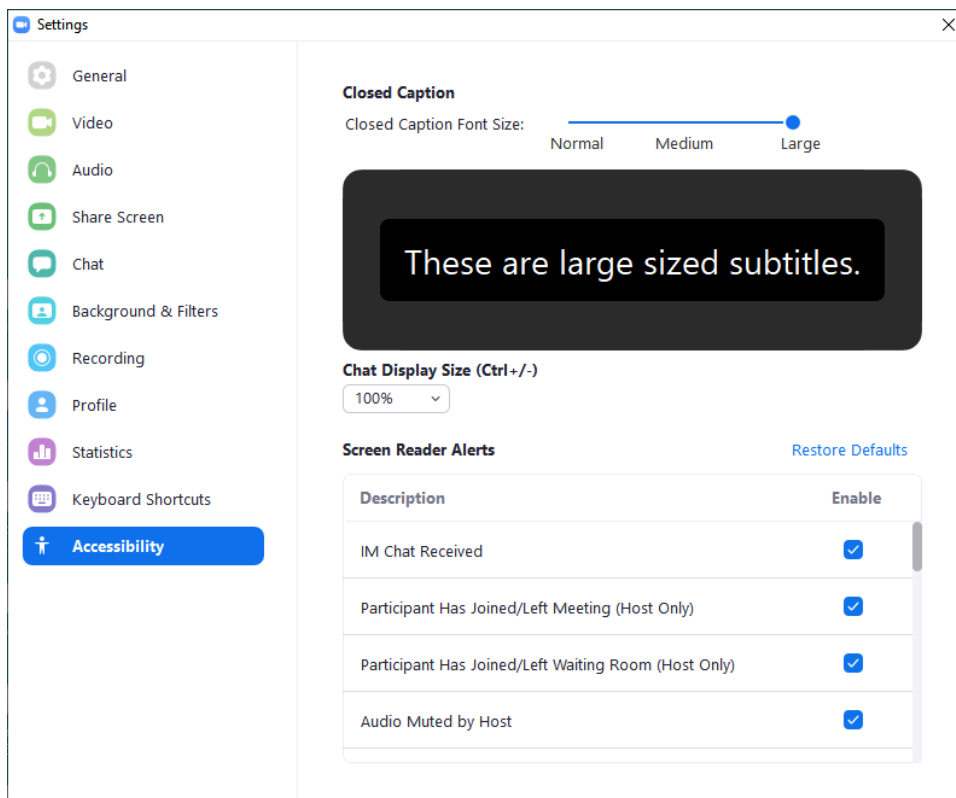 Settings
General
Video
Audio
Share Screen
Chat
Background & Filters
Recording
Profile
Statistics
Keyboard Shortcuts
Accessibility
Closed Caption
Closed Caption Font Size:
Normal Medium Large
These are large sized subtitles.
Chat Display Size (Ctrl+/-)
100%
Screen Reader Alerts Restore Defaults
Description Enable
IM Chat Received
Participant Has Joined/Left Meeting (Host Only)
Participant Has Joined/Left Waiting Room (Host Only)
Audio Muted by Host